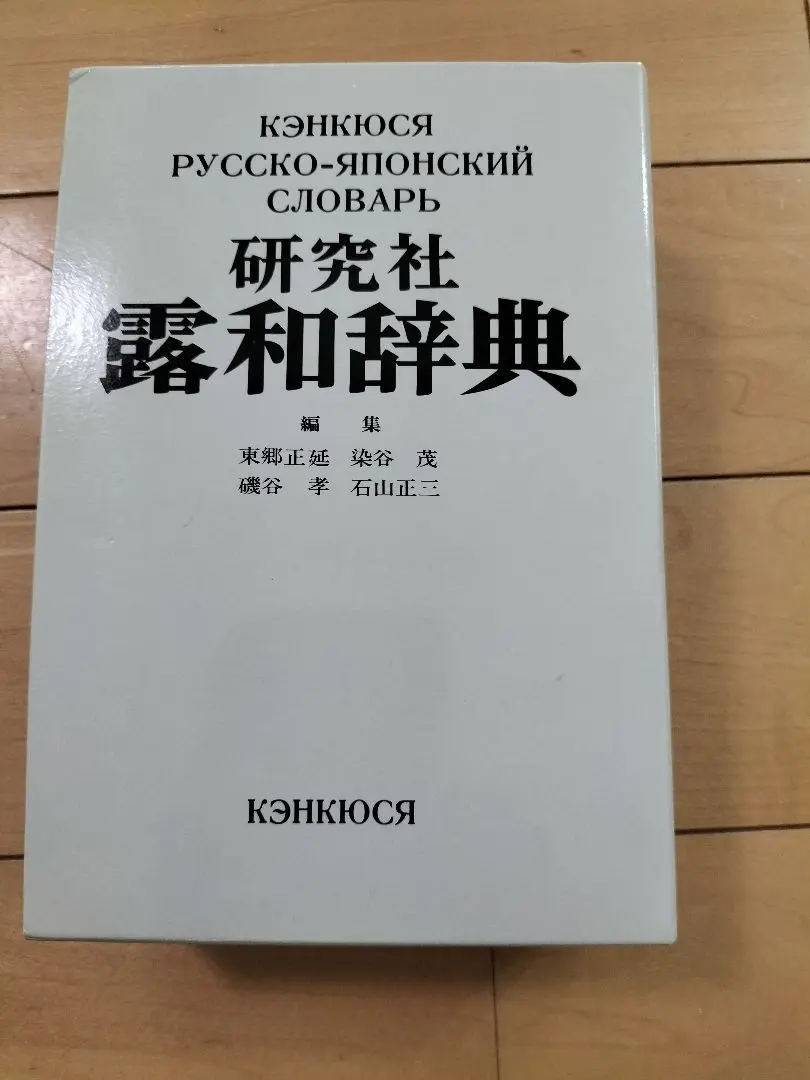 КЭНКЮСЯ
РУССКО-ЯПОНСКИЙ
СЛОВАРЬ
研究社
露和辞典
編 集
東郷正延 染谷 茂
磯谷 孝 石山正三
КЭНКЮСЯ